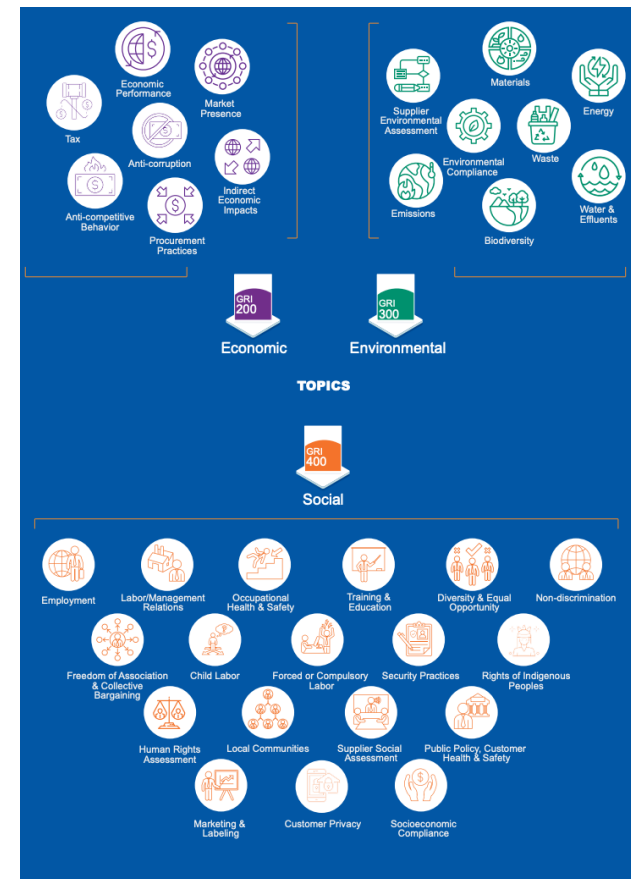 Economic
Performance
Market
Presence
Tax
Anti-corruption
Anti-competitive
Behavior
Indirect
Economic
Impacts
Procurement
Practices
Materials
Energy
Supplier
Environmental
Assessment
Environmental
Compliance
Waste
Emissions
Biodiversity
Water &
Effluents
GRI
200
Economic
GRI
300
Environmental
TOPICS
GRI
400
Social
Employment
Labor/Management
Relations
Occupational
Health & Safety
Training &
Education
Diversity & Equal
Opportunity
Non-discrimination
Freedom of Association
& Collective
Bargaining
Child Labor
Forced or Compulsory
Labor
Security Practices
Rights of Indigenous
Peoples
Human Rights
Assessment
Local Communities
Supplier Social
Assessment
Public Policy, Customer
Health & Safety
Marketing &
Labeling
Customer Privacy
Socioeconomic
Compliance